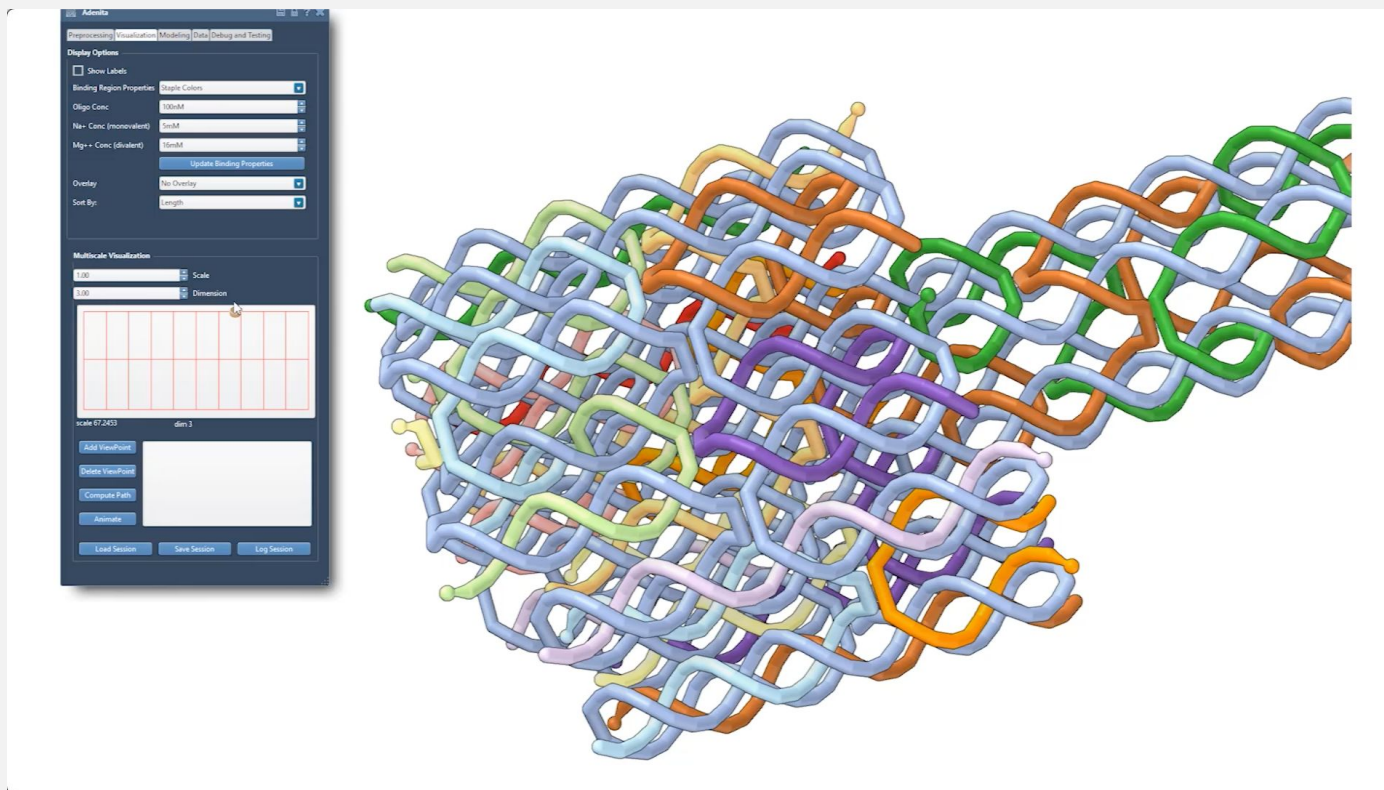 Adenita
Preprocessing Visualization Modeling Data Debug and Testing
Display Options
Show Labels
Binding Region Properties Staple Colors
Oligo Conc 100nM
Na+ Conc (monovalent) 5mM
Mg++ Conc (divalent) 16mM
Update Binding Properties
Overlay No Overlay
Sort By: Length
Multiscale Visualization
1.00 Scale
3.00 Dimension
scale 67.2453 dim 3
Add ViewPoint
Delete ViewPoint
Compute Path
Animate
Load Session Save Session Log Session